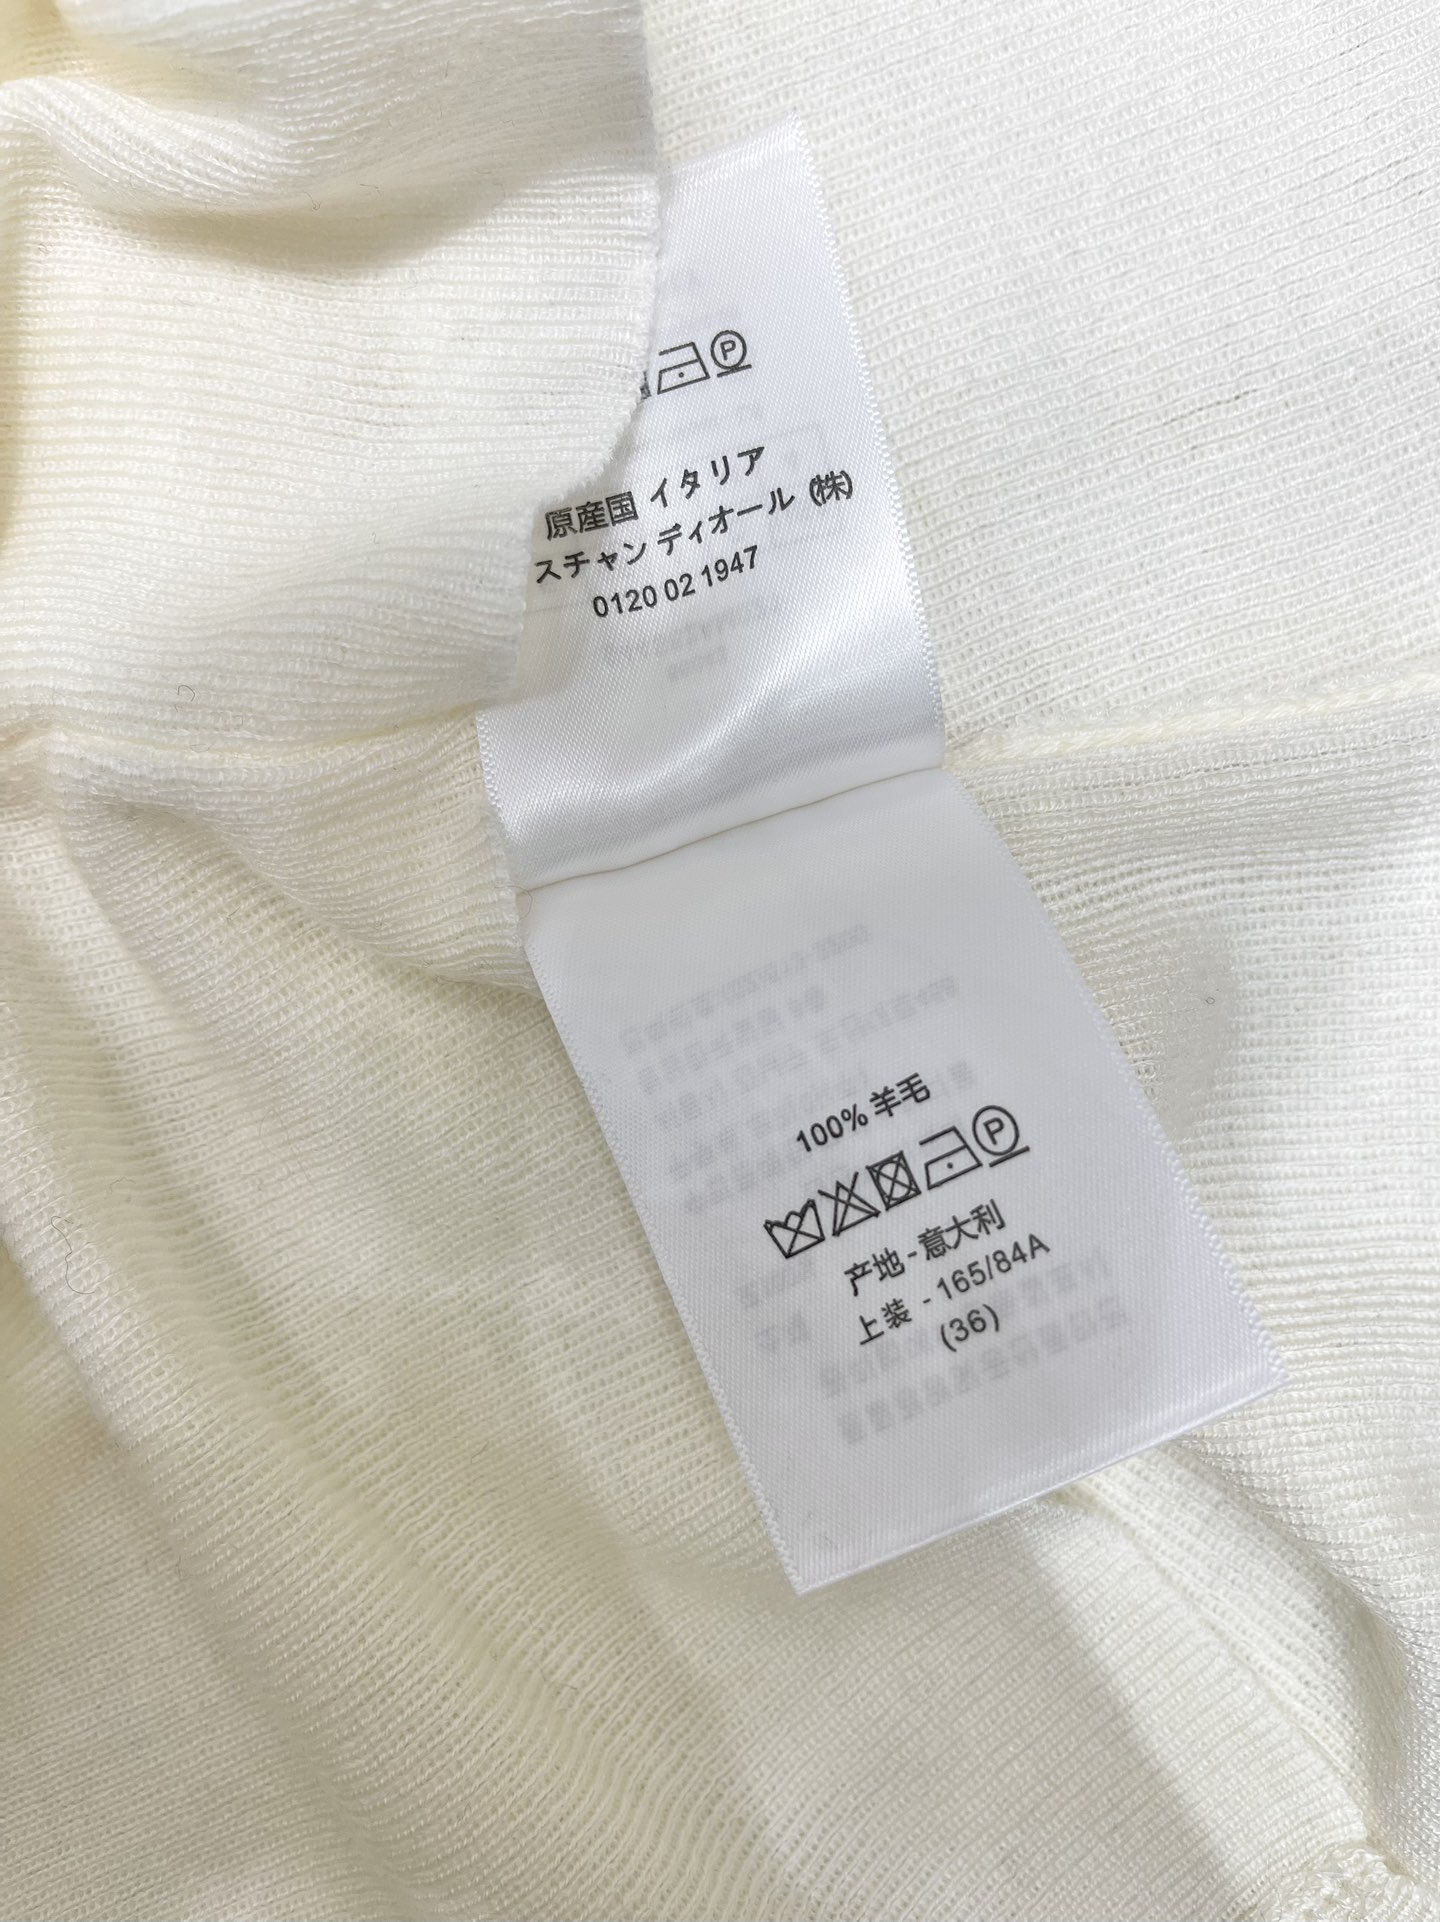 P
原産国 イタリア
スチャン ディオール (株)
0120 02 1947
100% 羊毛
P
产地 - 意大利
上装 - 165/84A
(36)